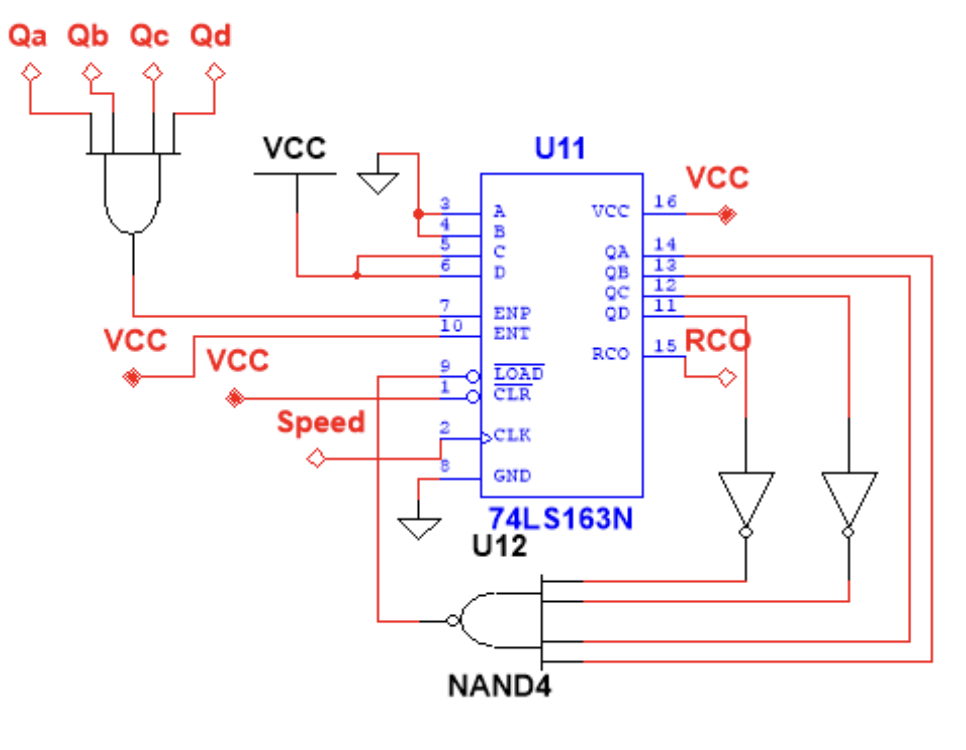 Qa Qb Qc Qd
VCC
U11
VCC
3 A
4 B
5 C
6 D
7 ENP
10 ENT
9 LOAD
1 CLR
2 CLK
8 GND
VCC 16
QA 14
QB 13
QC 12
QD 11
RCO 15
RCO
VCC
VCC
Speed
74LS163N
U12
NAND4